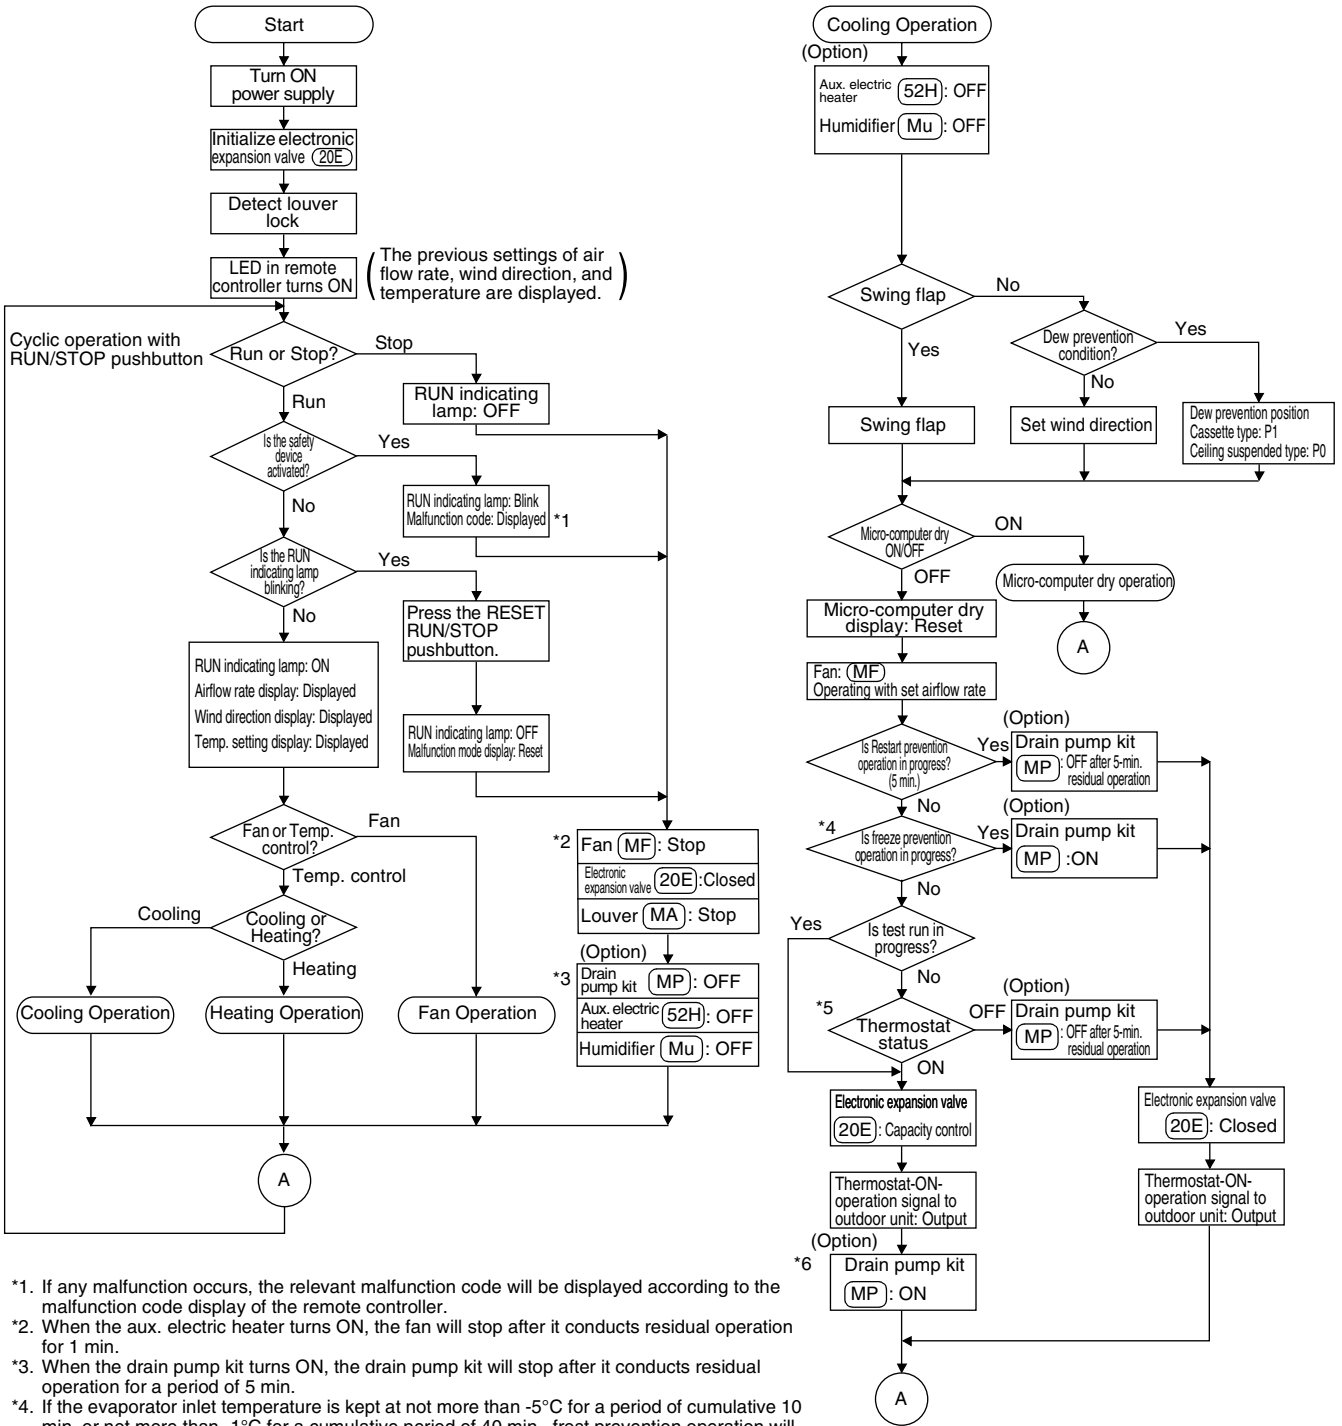 Start
Turn ON
power supply
Initialize electronic
expansion valve 20E
Detect louver
lock
LED in remote
controller turns ON
The previous settings of air
flow rate, wind direction, and
temperature are displayed.
Cyclic operation with
RUN/STOP pushbutton
Run or Stop?
Stop
RUN indicating
lamp: OFF
Run
Is the safety
device
activated?
Yes
RUN indicating lamp: Blink
Malfunction code: Displayed *1
No
Is the RUN
indicating lamp
blinking?
Yes
Press the RESET
RUN/STOP
pushbutton.
No
RUN indicating lamp: ON
Airflow rate display: Displayed
Wind direction display: Displayed
Temp. setting display: Displayed
RUN indicating lamp: OFF
Malfunction mode display: Reset
Fan or Temp.
control?
Fan
Temp. control
Cooling or
Heating?
Cooling
Heating
Cooling Operation
Heating Operation
Fan Operation
*2 Fan MF : Stop
Electronic
expansion valve 20E :Closed
Louver MA : Stop
(Option)
*3 Drain
pump kit MP : OFF
Aux. electric
heater 52H : OFF
Humidifier Mu : OFF
A
Cooling Operation
(Option)
Aux. electric
heater 52H : OFF
Humidifier Mu : OFF
Swing flap
No
Yes
Dew prevention
condition?
Yes
No
Swing flap
Set wind direction
Dew prevention position
Cassette type: P1
Ceiling suspended type: P0
Micro-computer dry
ON/OFF
ON
OFF
Micro-computer dry operation
A
Micro-computer dry
display: Reset
Fan: MF
Operating with set airflow rate
Is Restart prevention
operation in progress?
(5 min.)
Yes
(Option)
Drain pump kit
MP : OFF after 5-min.
residual operation
No
*4
Is freeze prevention
operation in progress?
Yes
(Option)
Drain pump kit
MP :ON
No
Is test run in
progress?
Yes
No
*5
Thermostat
status
OFF
(Option)
Drain pump kit
MP : OFF after 5-min.
residual operation
ON
Electronic expansion valve
20E : Capacity control
Electronic expansion valve
20E : Closed
Thermostat-ON-
operation signal to
outdoor unit: Output
Thermostat-ON-
operation signal to
outdoor unit: Output
(Option)
*6
Drain pump kit
MP : ON
A
*1. If any malfunction occurs, the relevant malfunction code will be displayed according to the
malfunction code display of the remote controller.
*2. When the aux. electric heater turns ON, the fan will stop after it conducts residual operation
for 1 min.
*3. When the drain pump kit turns ON, the drain pump kit will stop after it conducts residual
operation for a period of 5 min.
*4. If the evaporator inlet temperature is kept at not more than -5°C for a period of cumulative 10
min. or not more than -1°C for a cumulative period of 40 min., frost prevention operation will